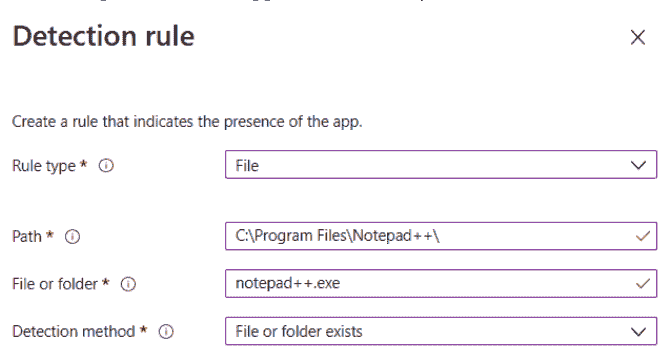 Detection rule
Create a rule that indicates the presence of the app.
Rule type *
File
Path *
C:\Program Files\Notepad++\
File or folder *
notepad++.exe
Detection method *
File or folder exists